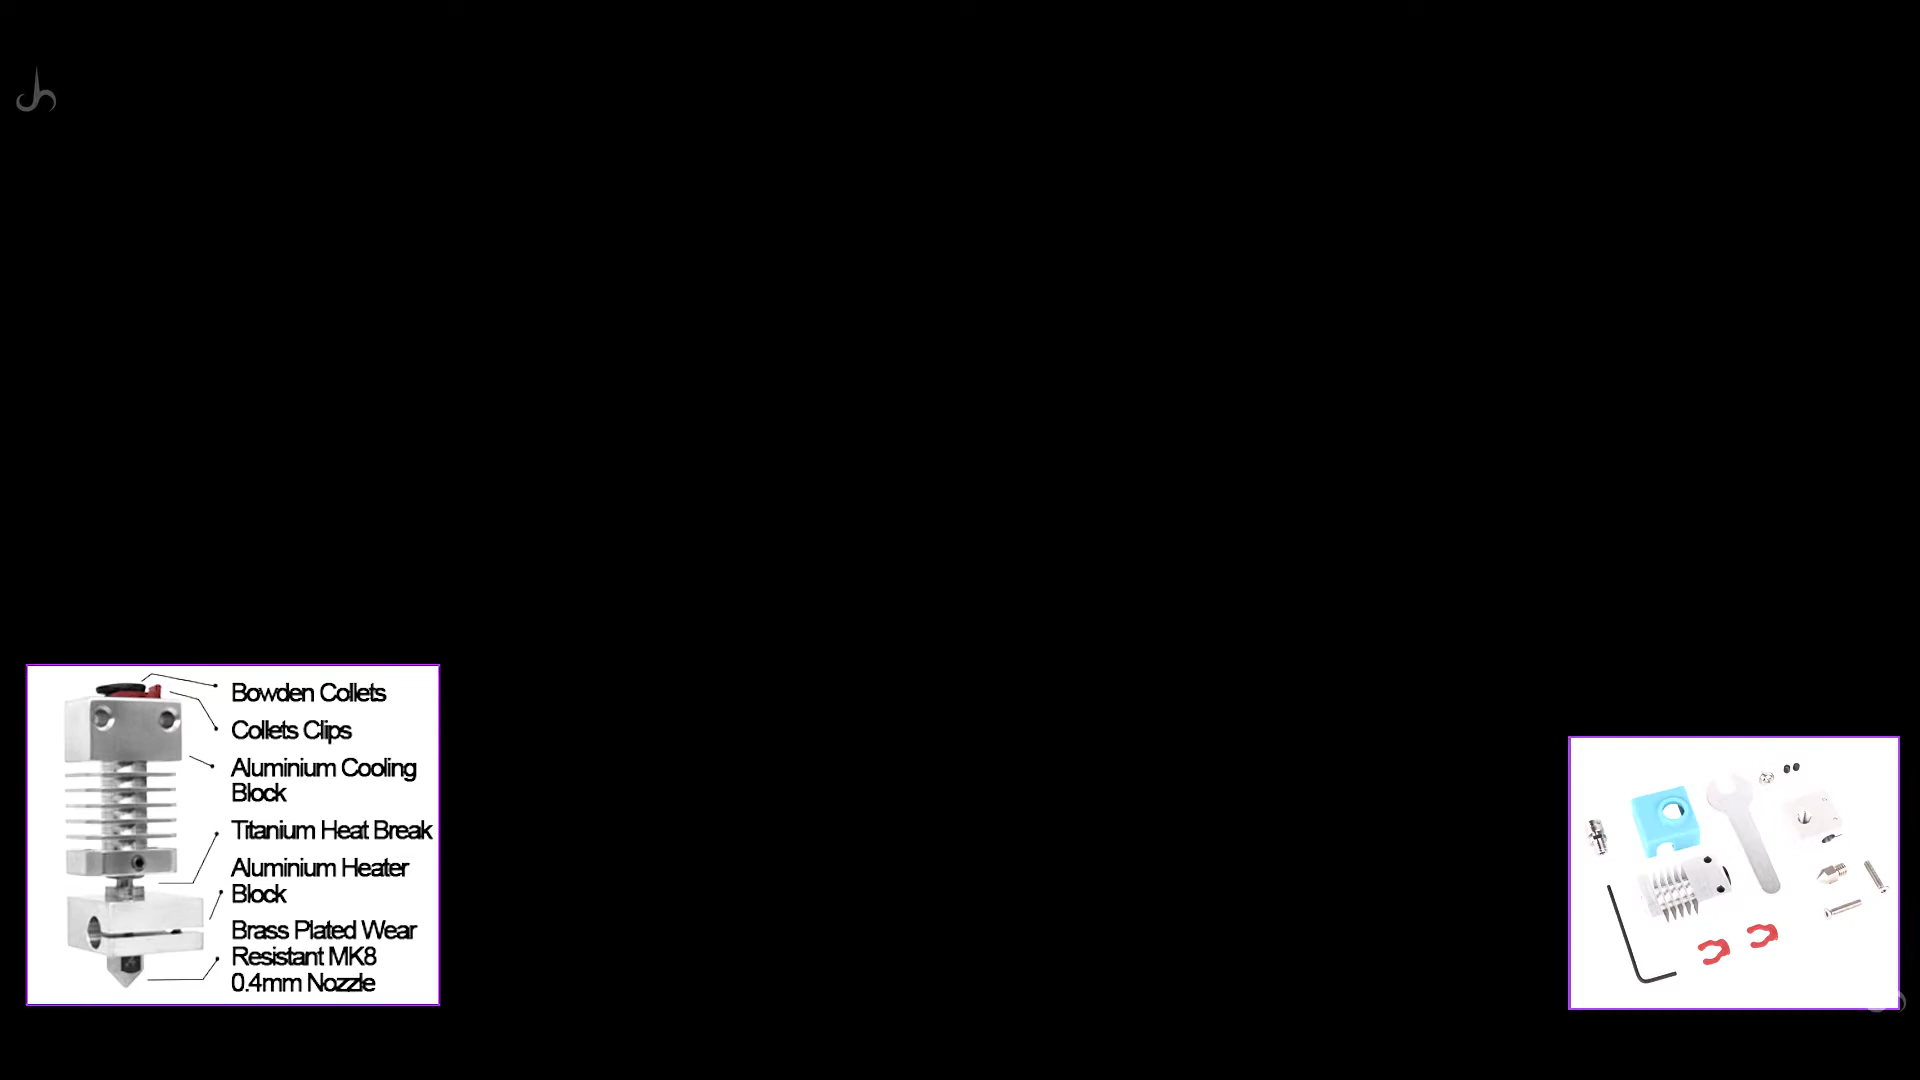 Bowden Collets
Collets Clips
Aluminium Cooling
Block
Titanium Heat Break
Aluminium Heater
Block
Brass Plated Wear
Resistant MK8
0.4mm Nozzle